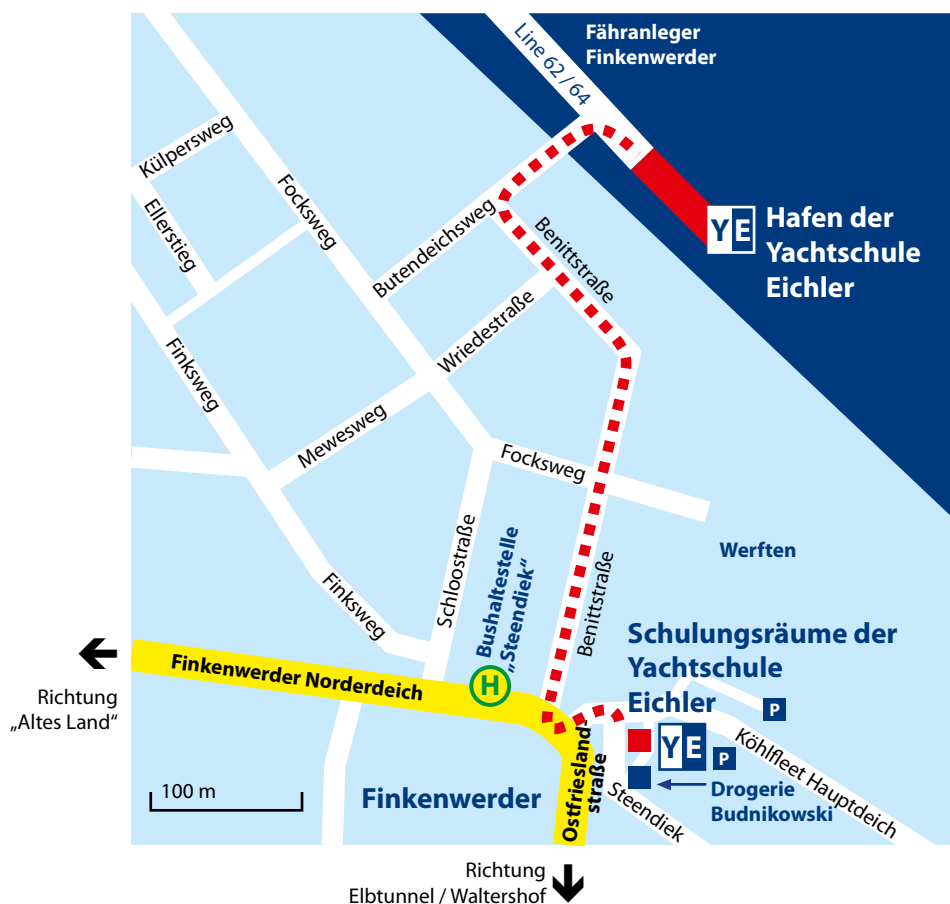 Fähranleger
Finkenwerder
Line 62 / 64
Külpersweg
Ellerstieg
Focksweg
Butendeichsweg
Benittstraße
YE
Hafen der
Yachtschule
Eichler
Wriedestraße
Finksweg
Mewesweg
Focksweg
Werften
Schloostraße
Bushaltestelle
„Steendiek“
Benittstraße
Finksweg
Schulungsräume der
Yachtschule
Eichler
H
Finkenwerder Norderdeich
Richtung
„Altes Land“
P
YE
P
Köhlfleet Hauptdeich
Ostfriesland-
straße
100 m
Finkenwerder
Steendiek
Drogerie
Budnikowski
Richtung
Elbtunnel / Waltershof